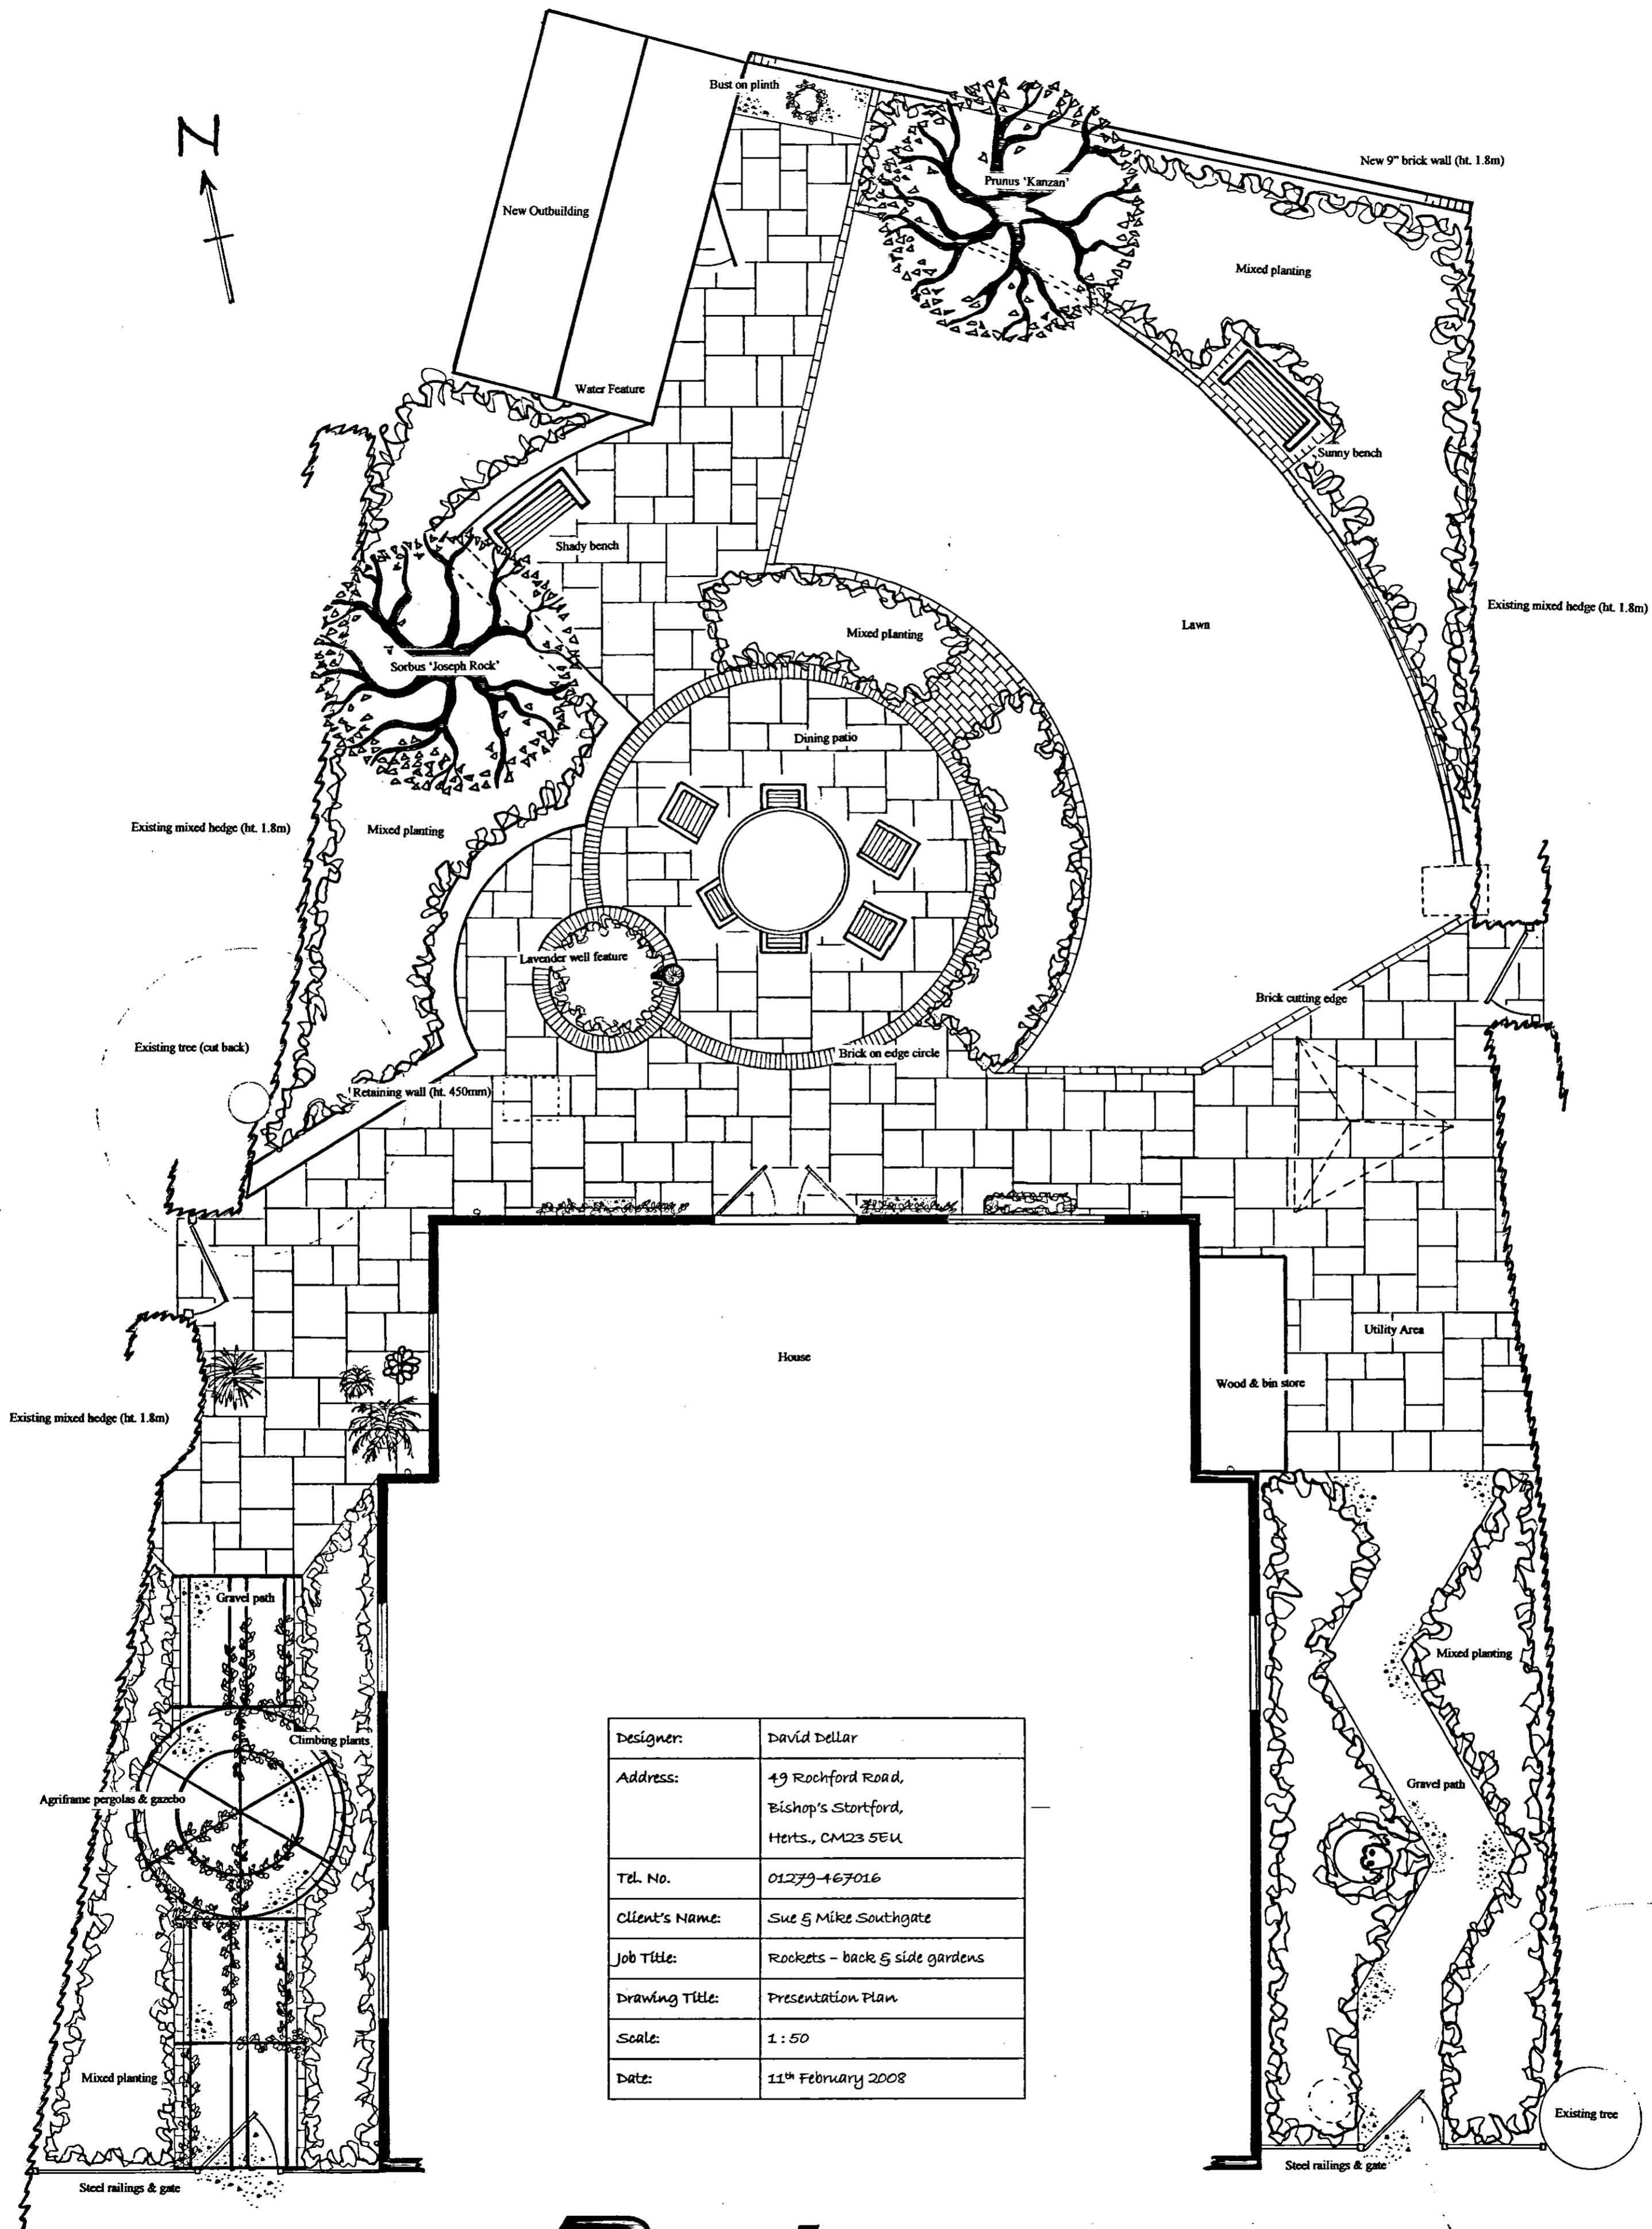 Bust on plinth
N
New 9" brick wall (ht. 1.8m)
Prunus 'Kanzan'
New Outbuilding
Mixed planting
Water Feature
Sunny bench
Shady bench
Existing mixed hedge (ht. 1.8m)
Lawn
Mixed planting
Sorbus 'Joseph Rock'
Dining patio
Existing mixed hedge (ht. 1.8m)
Mixed planting
Lavender well feature
Brick cutting edge
Existing tree (cut back)
Brick on edge circle
Retaining wall (ht. 450mm)
Utility Area
House
Wood & bin store
Existing mixed hedge (ht. 1.8m)
Gravel path
Mixed planting
Climbing plants
Gravel path
Agriframe pergolas & gazebo
Designer: David Dellar
Address: 49 Rochford Road,
Bishop's Stortford,
Herts., CM23 5EU
Tel. No. 01279-467016
Client's Name: Sue & Mike Southgate
Job Title: Rockets – back & side gardens
Drawing Title: Presentation Plan
Scale: 1 : 50
Date: 11th February 2008
Mixed planting
Existing tree
Steel railings & gate
Steel railings & gate